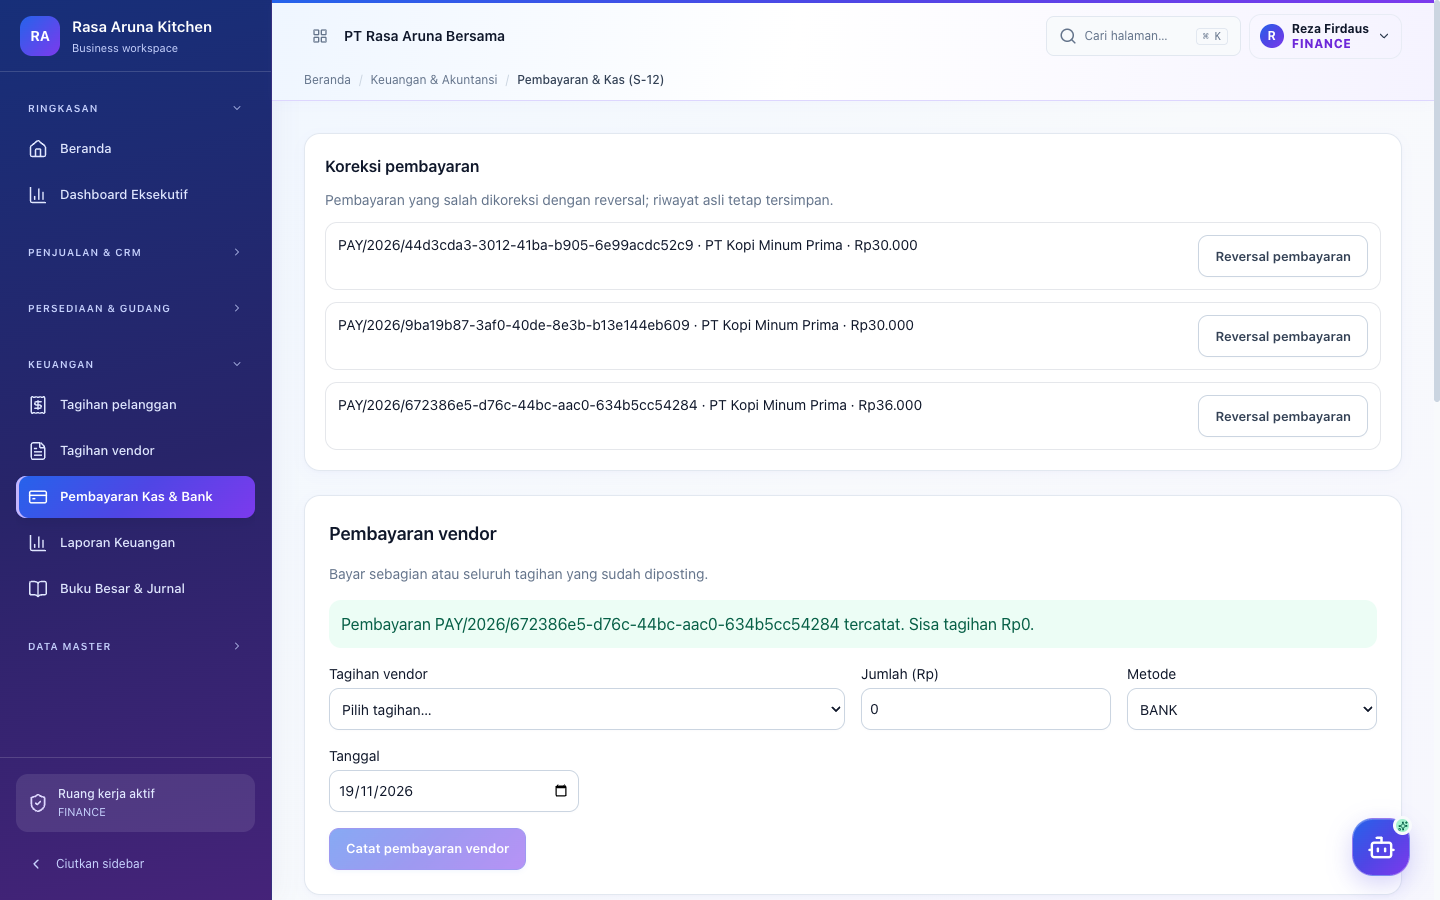 RA
Rasa Aruna Kitchen
Business workspace
RINGKASAN
Beranda
Dashboard Eksekutif
PENJUALAN & CRM
PERSEDIAAN & GUDANG
KEUANGAN
Tagihan pelanggan
Tagihan vendor
Pembayaran Kas & Bank
Laporan Keuangan
Buku Besar & Jurnal
DATA MASTER
Ruang kerja aktif
FINANCE
Ciutkan sidebar
PT Rasa Aruna Bersama
Cari halaman...
⌘ K
R
Reza Firdaus
FINANCE
Beranda / Keuangan & Akuntansi / Pembayaran & Kas (S-12)
Koreksi pembayaran
Pembayaran yang salah dikoreksi dengan reversal; riwayat asli tetap tersimpan.
PAY/2026/44d3cda3-3012-41ba-b905-6e99acdc52c9 · PT Kopi Minum Prima · Rp30.000
Reversal pembayaran
PAY/2026/9ba19b87-3af0-40de-8e3b-b13e144eb609 · PT Kopi Minum Prima · Rp30.000
Reversal pembayaran
PAY/2026/672386e5-d76c-44bc-aac0-634b5cc54284 · PT Kopi Minum Prima · Rp36.000
Reversal pembayaran
Pembayaran vendor
Bayar sebagian atau seluruh tagihan yang sudah diposting.
Pembayaran PAY/2026/672386e5-d76c-44bc-aac0-634b5cc54284 tercatat. Sisa tagihan Rp0.
Tagihan vendor
Pilih tagihan...
Jumlah (Rp)
0
Metode
BANK
Tanggal
19/11/2026
Catat pembayaran vendor